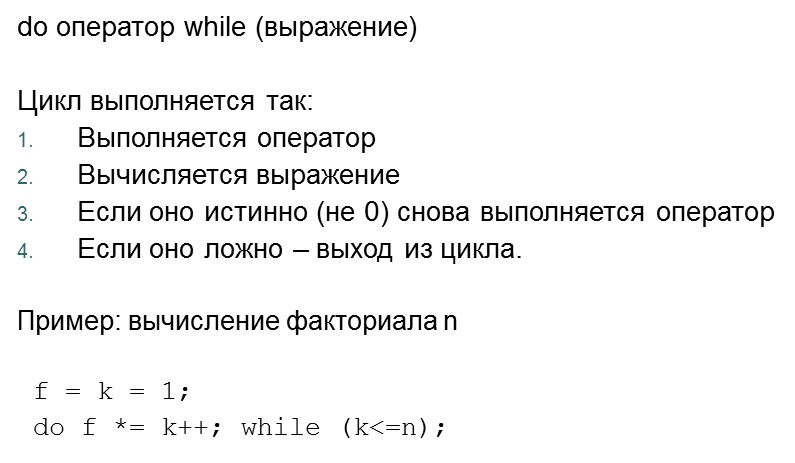 do оператор while (выражение)
Цикл выполняется так:
1. Выполняется оператор
2. Вычисляется выражение
3. Если оно истинно (не 0) снова выполняется оператор
4. Если оно ложно – выход из цикла.
Пример: вычисление факториала n
f = k = 1;
do f *= k++; while (k<=n);